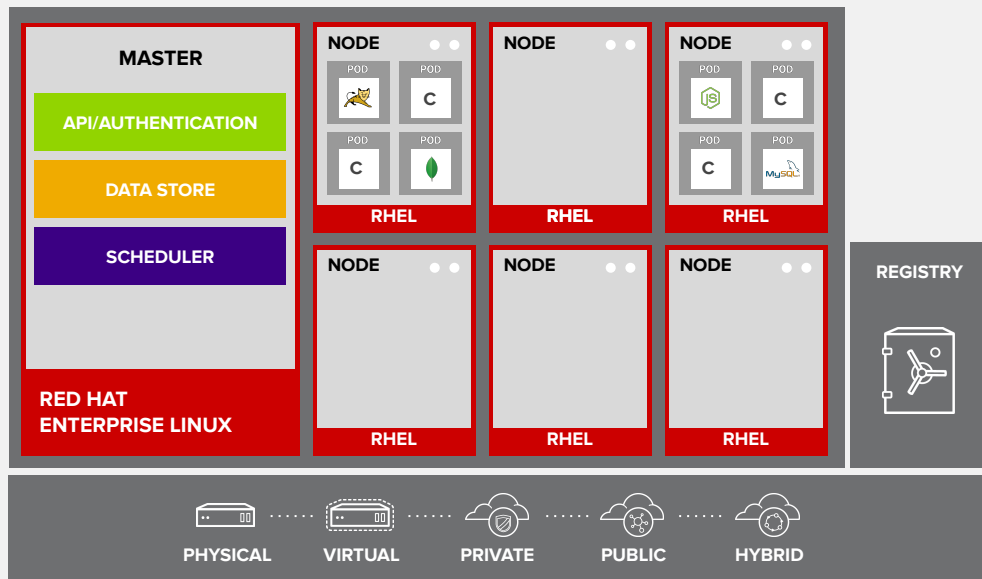 MASTER
API/AUTHENTICATION
DATA STORE
SCHEDULER
RED HAT
ENTERPRISE LINUX
NODE
POD
POD
C
POD
POD
C
RHEL
NODE
RHEL
NODE
POD
POD
JS
C
POD
POD
C
MySQL
RHEL
NODE
RHEL
NODE
RHEL
NODE
RHEL
REGISTRY
PHYSICAL
VIRTUAL
PRIVATE
PUBLIC
HYBRID